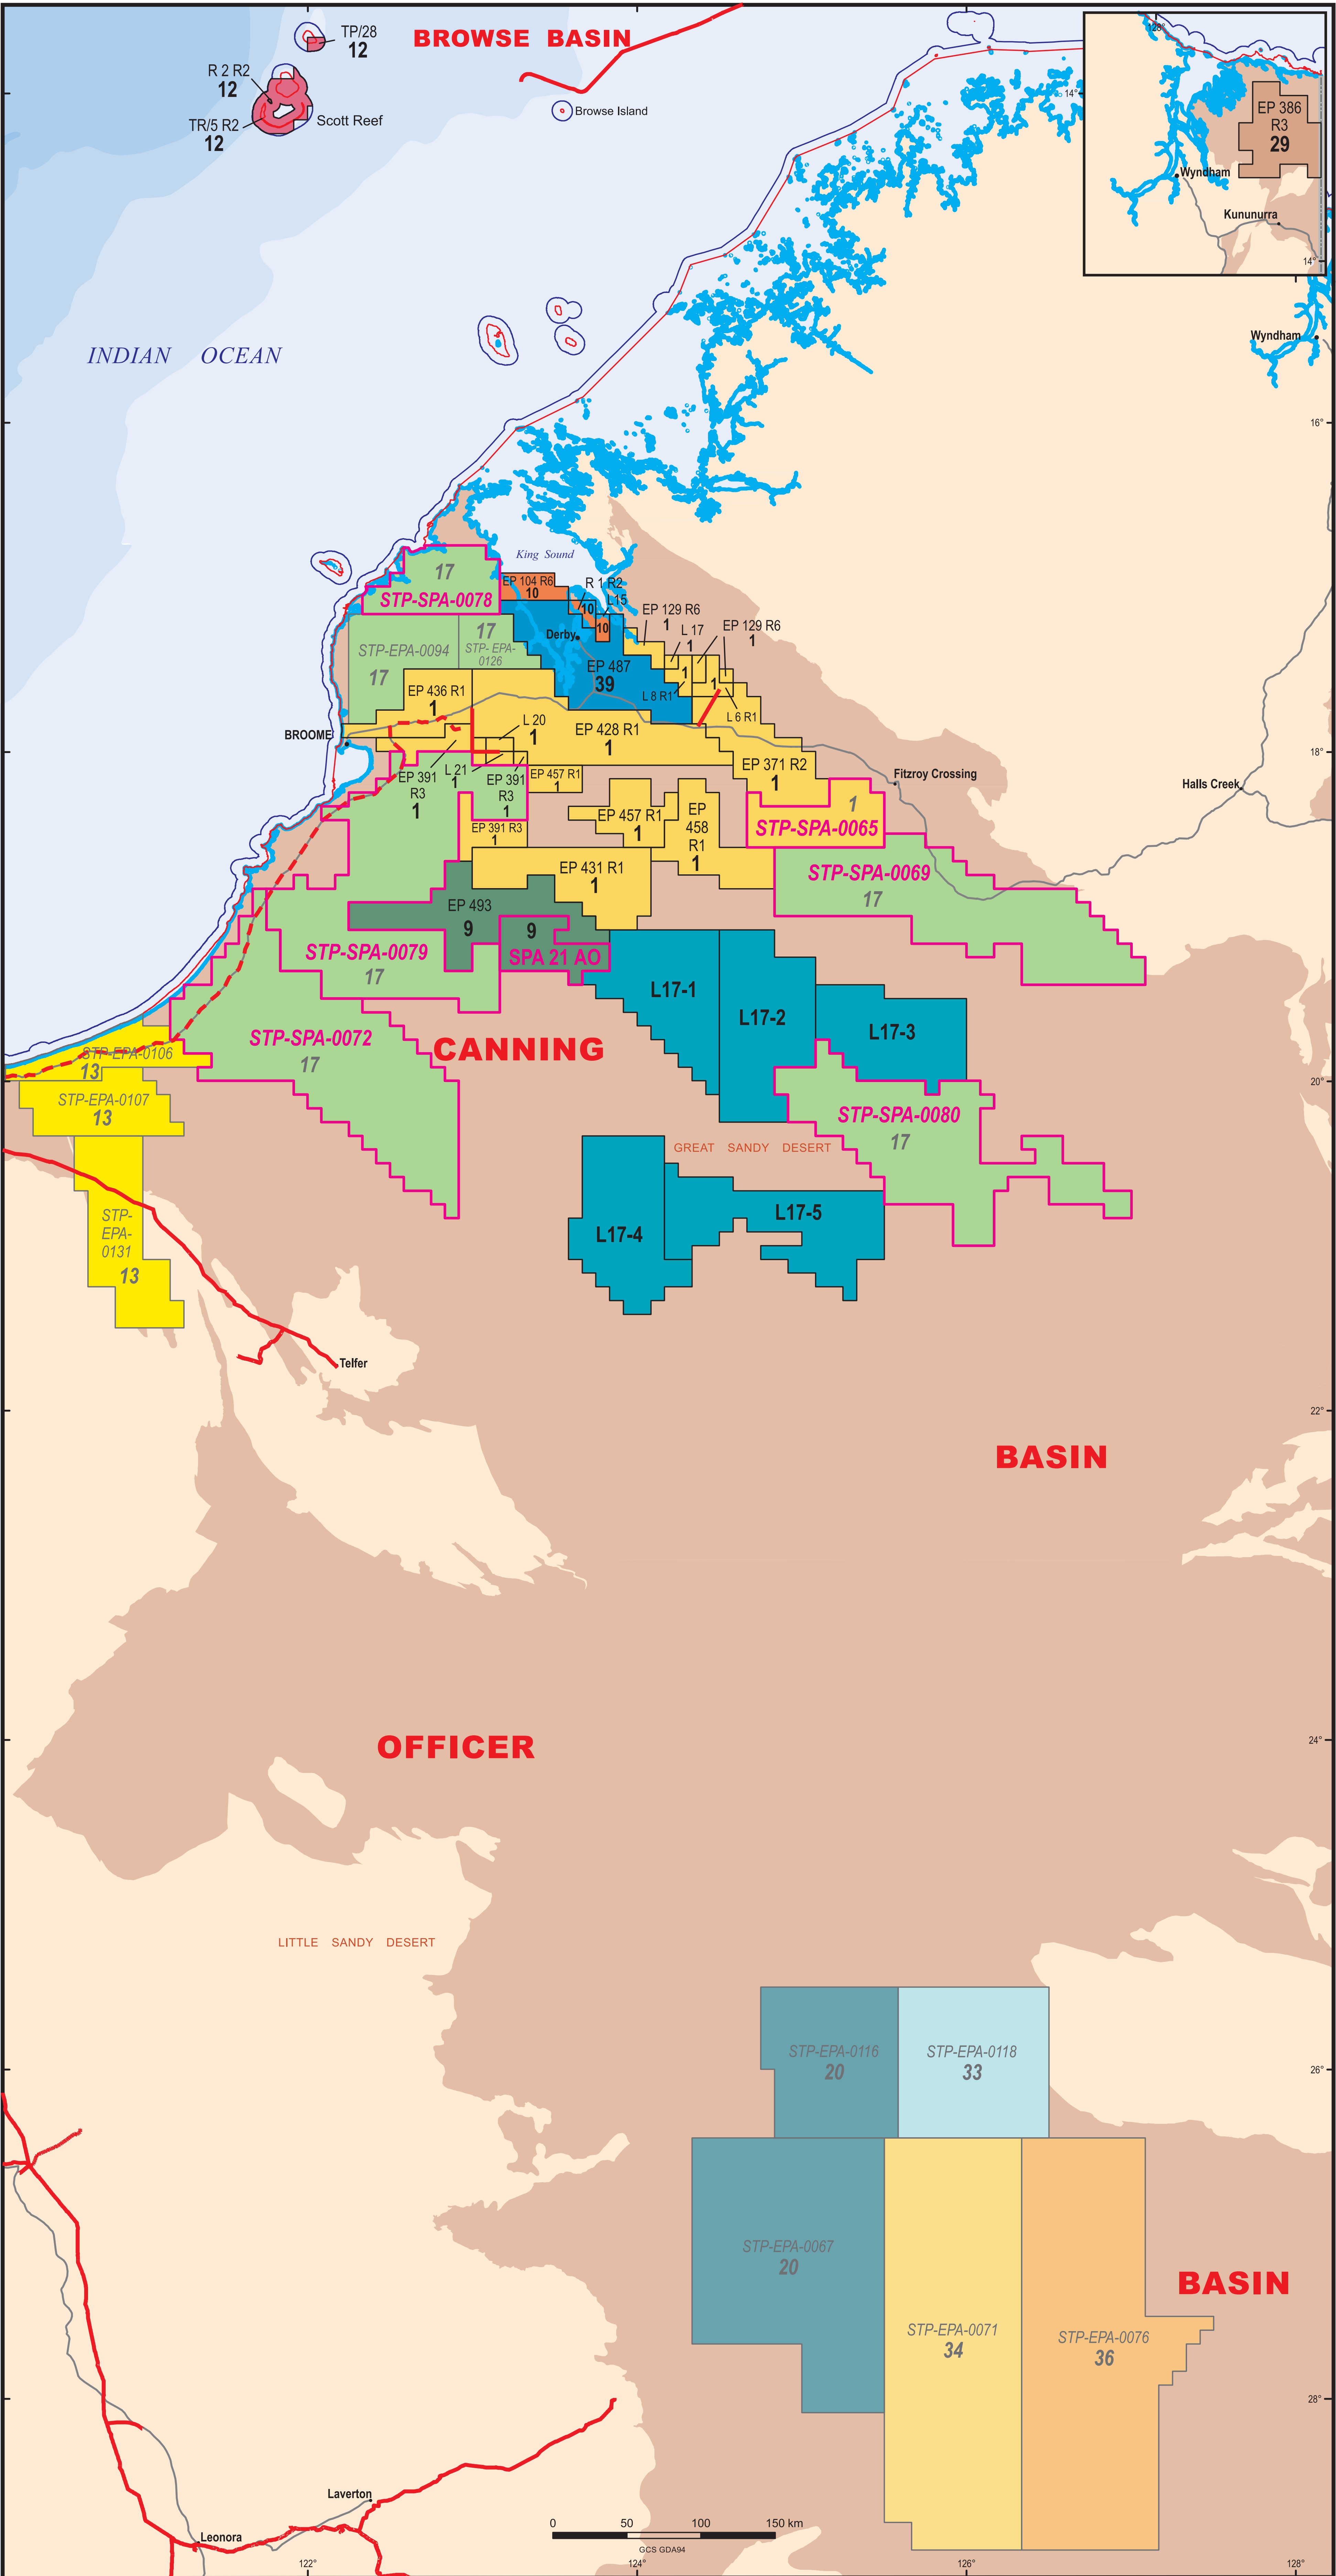 TP/28
12
BROWSE BASIN
R 2 R2
12
Browse Island
TR/5 R2
12
Scott Reef
128°
14°
EP 386
R3
29
Wyndham
Kununurra
14°
INDIAN OCEAN
Wyndham
16°
King Sound
17
STP-SPA-0078
EP 104 R6
10
R 1 R2
10
L15
10
EP 129 R6
1
L 17
1
EP 129 R6
1
Derby
STP-EPA-0094
17
17
STP- EPA-
0126
EP 487
39
1
L 8 R1
1
L 6 R1
EP 436 R1
1
BROOME
L 20
1
EP 428 R1
1
18°
EP 391
R3
1
L 21
1
EP 391
R3
1
EP 457 R1
1
EP 371 R2
1
Fitzroy Crossing
Halls Creek
EP 457 R1
1
EP
458
R1
1
1
STP-SPA-0065
EP 391 R3
1
EP 431 R1
1
STP-SPA-0069
17
EP 493
9
9
SPA 21 AO
STP-SPA-0079
17
L17-1
L17-2
L17-3
STP-SPA-0072
17
CANNING
STP-EPA-0106
13
20°
STP-EPA-0107
13
STP-SPA-0080
17
GREAT SANDY DESERT
STP-
EPA-
0131
13
L17-4
L17-5
Telfer
22°
BASIN
OFFICER
24°
LITTLE SANDY DESERT
STP-EPA-0116
20
STP-EPA-0118
33
26°
STP-EPA-0067
20
BASIN
STP-EPA-0071
34
STP-EPA-0076
36
28°
Laverton
Leonora
0 50 100 150 km
GCS GDA94
122° 124° 126° 128°